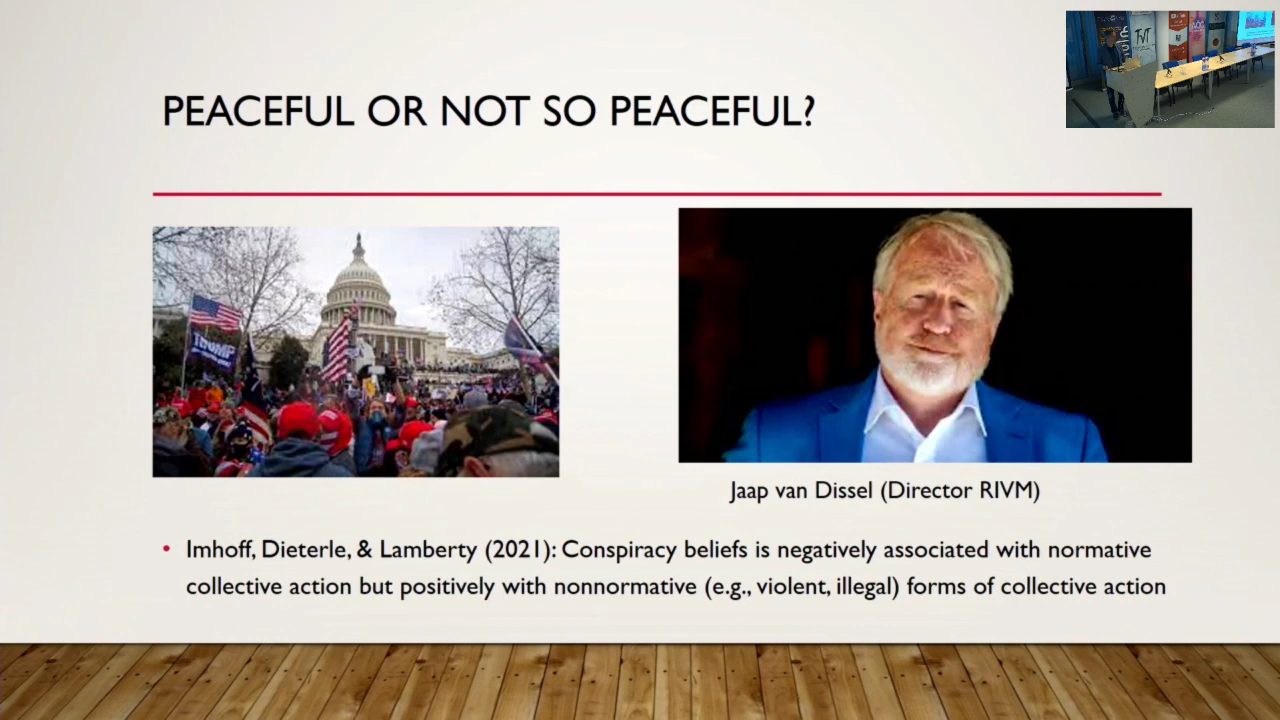 PEACEFUL OR NOT SO PEACEFUL?
TRUMP
Jaap van Dissel (Director RIVM)
• Imhoff, Dieterle, & Lamberty (2021): Conspiracy beliefs is negatively associated with normative
collective action but positively with nonnormative (e.g., violent, illegal) forms of collective action